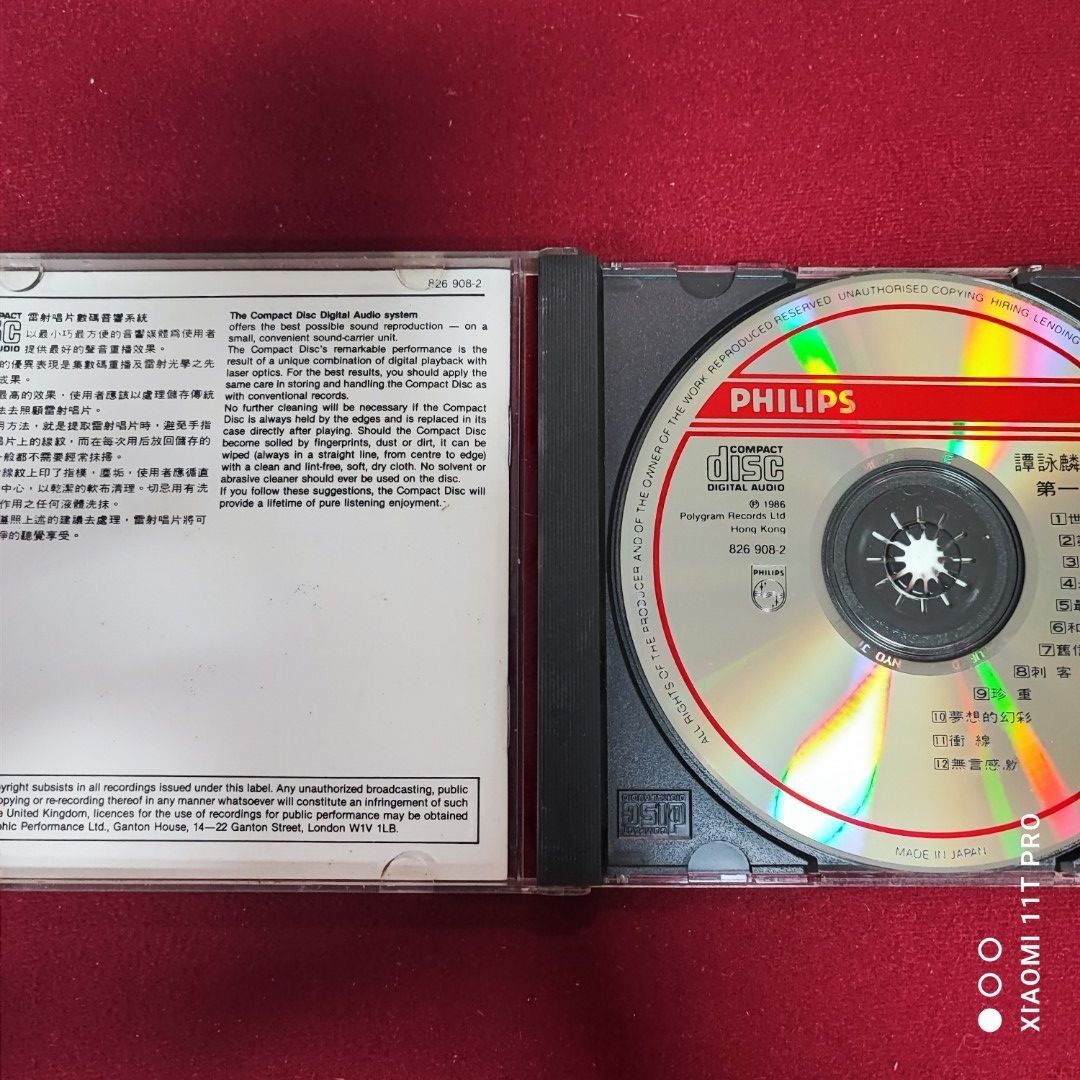 826 908-2
雷射唱片數碼音響系統
以最小巧最方便的音響媒體爲使用者
提供最好的聲音重播效果。
的優異表現是集數碼重播及雷射光學之先
成果。
最高的效果,使用者應該以處理儲存傳統
去照顧雷射唱片。
用方法,就是提取雷射唱片時,避免手指
唱片上的線紋,而在每次用后放回儲存的
般都不需要經常抹搽。
線紋上印了指模,塵垢,使用者應循直
中心,以乾潔的軟布清理。切忌用有洗
作用之任何液體洗抹。
照上述的建議去處理,雷射唱片將可
的聽覺享受。
The Compact Disc Digital Audio system
offers the best possible sound reproduction — on a
small, convenient sound-carrier unit.
The Compact Disc's remarkable performance is the
result of a unique combination of digital playback with
laser optics. For the best results, you should apply the
same care in storing and handling the Compact Disc as
with conventional records.
No further cleaning will be necessary if the Compact
Disc is always held by the edges and is replaced in its
case directly after playing. Should the Compact Disc
become soiled by fingerprints, dust or dirt, it can be
wiped (always in a straight line, from centre to edge)
with a clean and lint-free, soft, dry cloth. No solvent or
abrasive cleaner should ever be used on the disc.
If you follow these suggestions, the Compact Disc will
provide a lifetime of pure listening enjoyment.
yright subsists in all recordings issued under this label. Any unauthorized broadcasting, public
opying or re-recording thereof in any manner whatsoever will constitute an infringement of such
e United Kingdom, licences for the use of recordings for public performance may be obtained
hic Performance Ltd., Ganton House, 14—22 Ganton Street, London W1V 1LB.
ALL RIGHTS OF THE PRODUCER AND OF THE OWNER OF THE WORK REPRODUCED RESERVED UNAUTHORISED COPYING HIRING LENDING
PHILIPS
COMPACT
disc
DIGITAL AUDIO
℗ 1986
Polygram Records Ltd
Hong Kong
826 908-2
PHILIPS
譚詠麟
第一
1 世
2
3
4
5 最
6 和
7 舊信
8 刺客
9 珍重
10 夢想的幻彩
11 衝線
12 無言感激
MADE IN JAPAN
XIAOMI 11T PRO